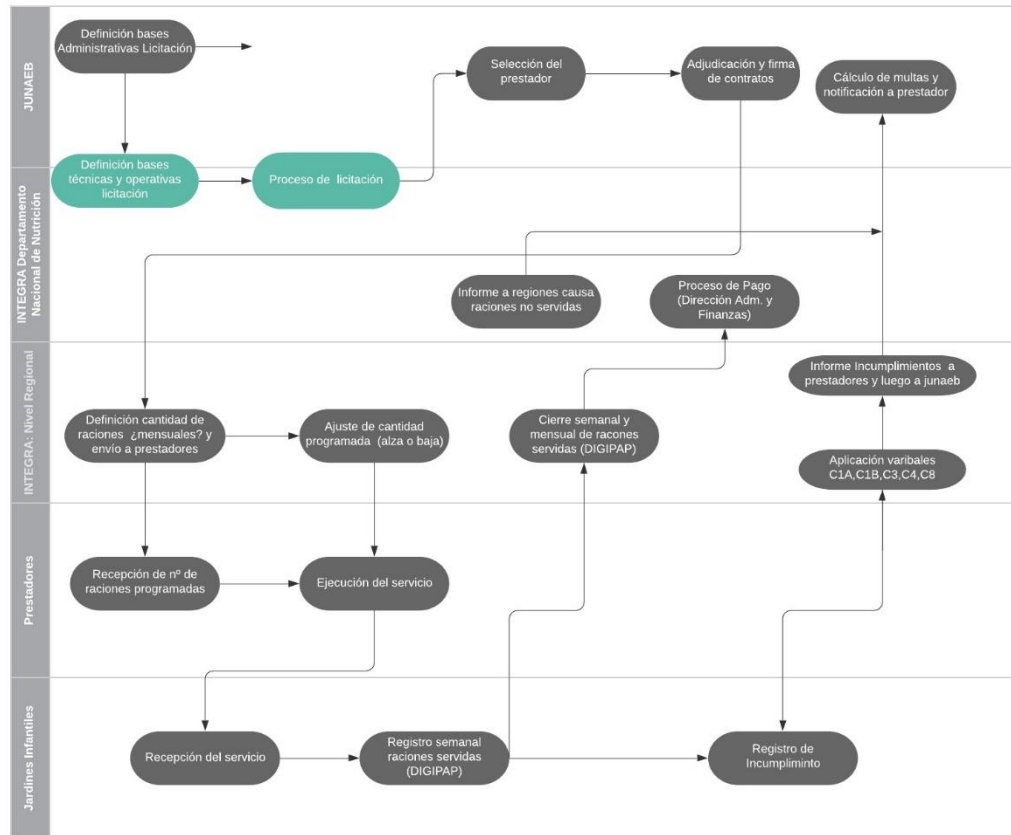 JUNAEB
Definición bases
Administrativas Licitación
Selección del
prestador
Adjudicación y firma
de contratos
Cálculo de multas y
notificación a prestador
INTEGRA Departamento
Nacional de Nutrición
Definición bases
técnicas y operativas
licitación
Proceso de licitación
Informe a regiones causa
raciones no servidas
Proceso de Pago
(Dirección Adm. y
Finanzas)
INTEGRA: Nivel Regional
Informe Incumplimientos a
prestadores y luego a junaeb
Definición cantidad de
raciones ¿mensuales? y
envío a prestadores
Ajuste de cantidad
programada (alza o baja)
Cierre semanal y
mensual de racones
servidas (DIGIPAP)
Aplicación varibales
C1A,C1B,C3,C4,C8
Prestadores
Recepción de nº de
raciones programadas
Ejecución del servicio
Jardines Infantiles
Recepción del servicio
Registro semanal
raciones servidas
(DIGIPAP)
Registro de
Incumpliminto